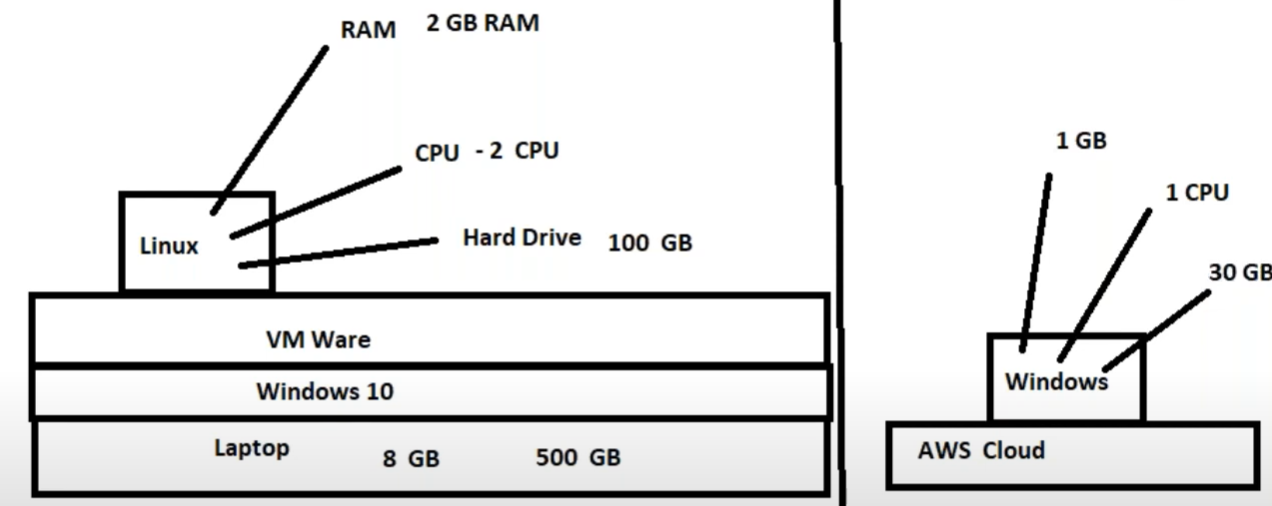 RAM 2 GB RAM
CPU - 2 CPU
Linux
Hard Drive 100 GB
VM Ware
Windows 10
Laptop 8 GB 500 GB
1 GB
1 CPU
30 GB
Windows
AWS Cloud